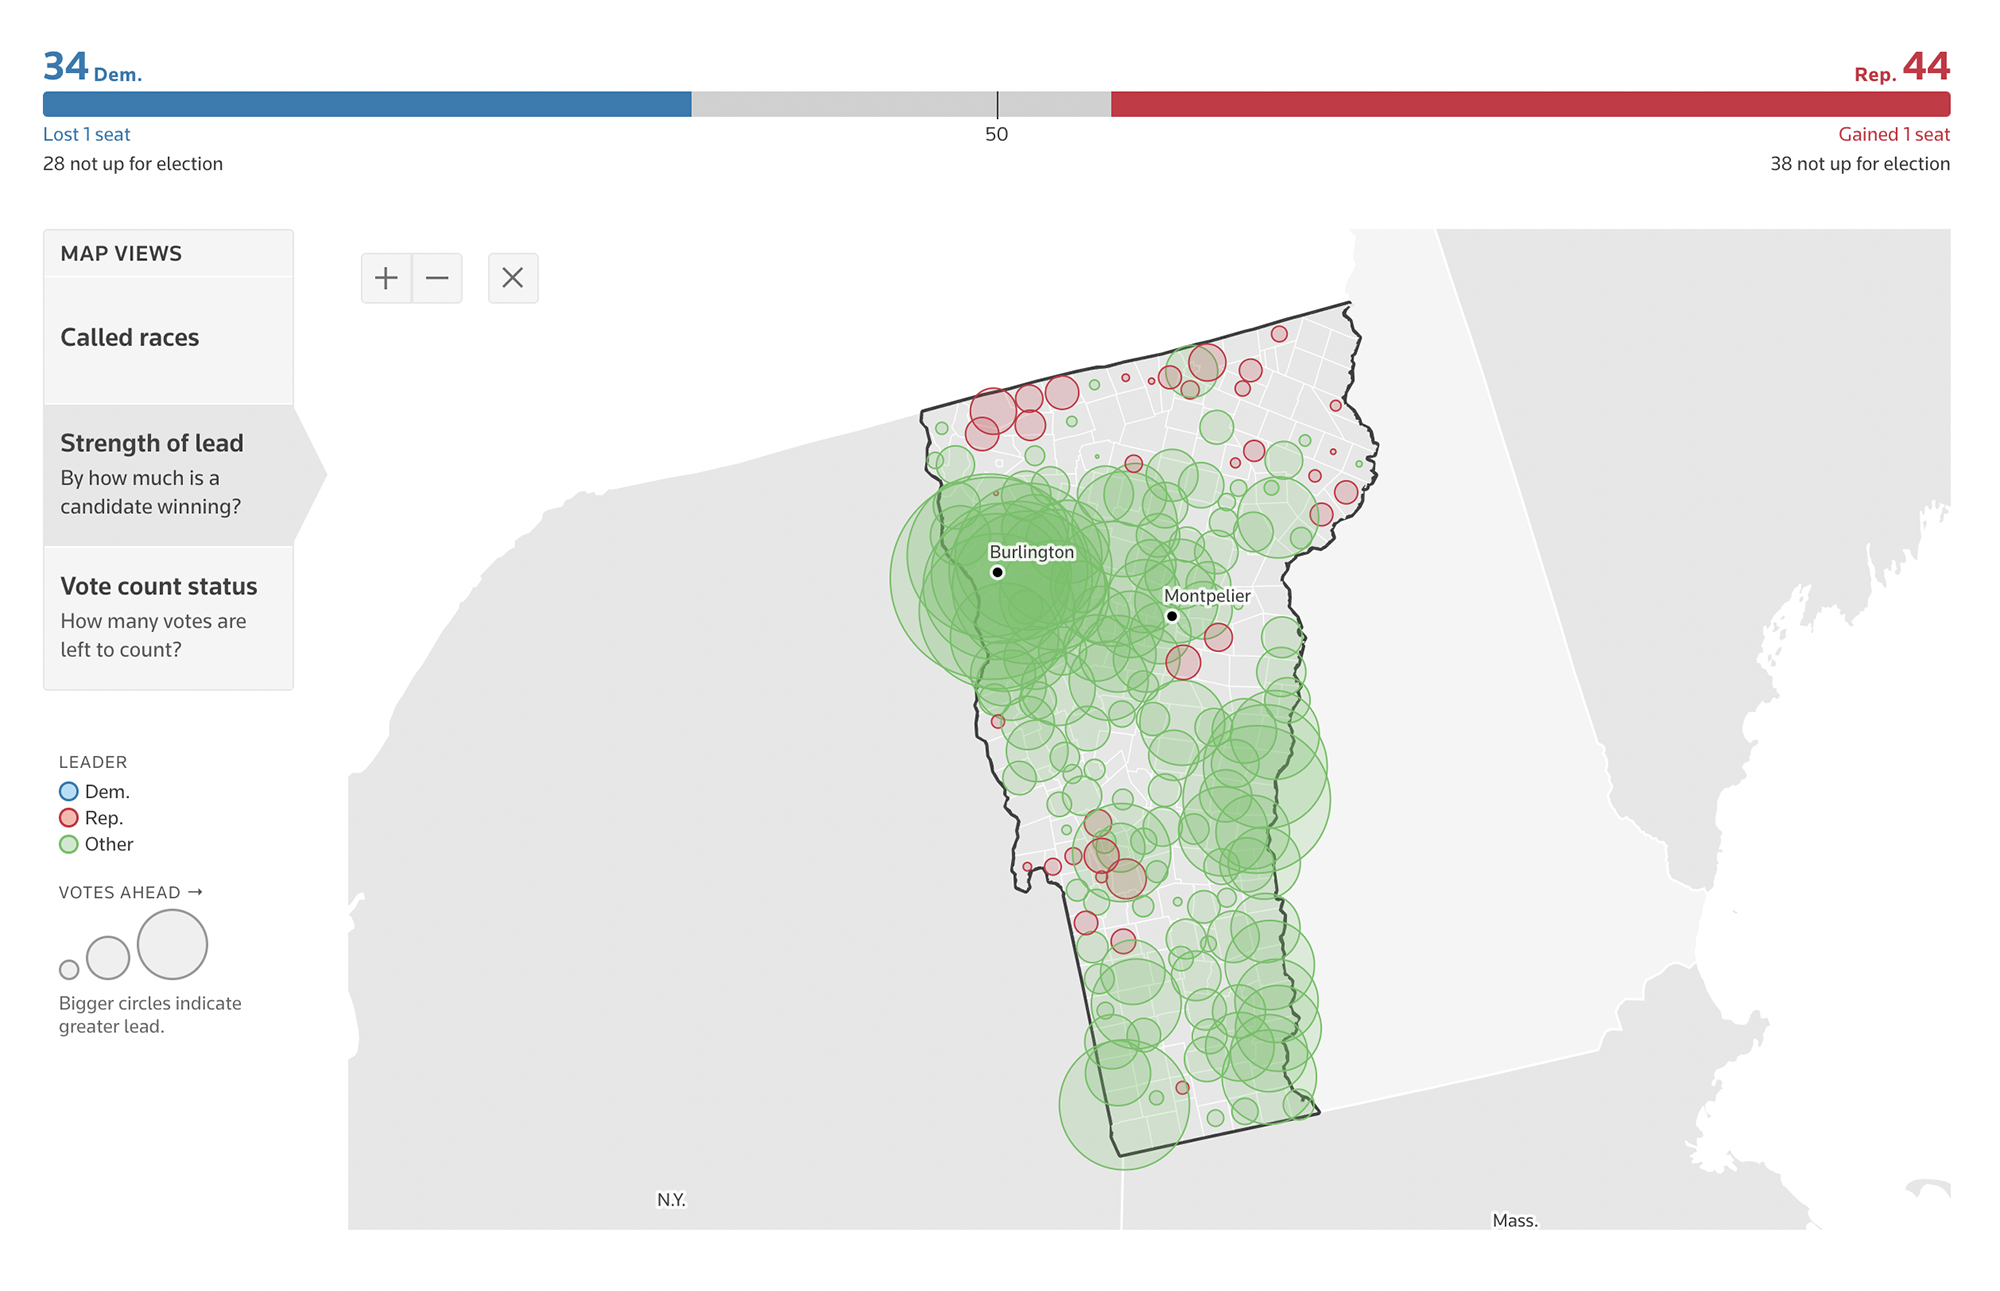 34 Dem.
Rep. 44
Lost 1 seat
50
Gained 1 seat
28 not up for election
38 not up for election
MAP VIEWS
Called races
Strength of lead
By how much is a
candidate winning?
Vote count status
How many votes are
left to count?
LEADER
Dem.
Rep.
Other
VOTES AHEAD →
Bigger circles indicate
greater lead.
Burlington
Montpelier
N.Y.
Mass.